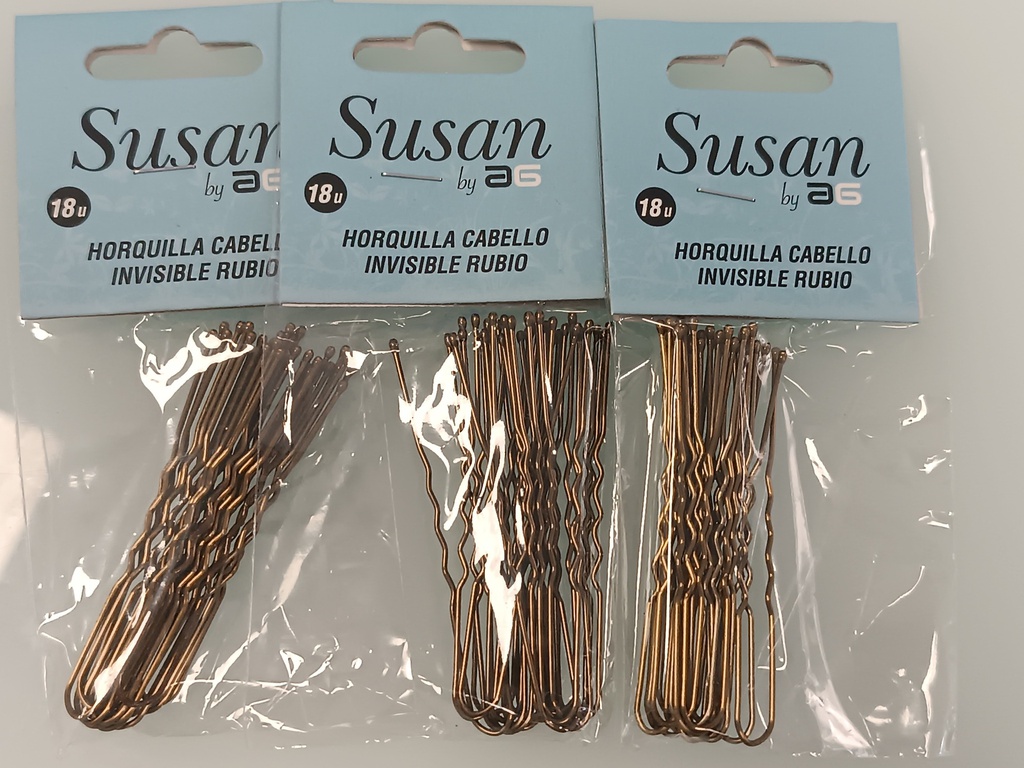 Susan
by a6
18u
HORQUILLA CABELL
INVISIBLE RUBIO
Susan
by a6
18u
HORQUILLA CABELLO
INVISIBLE RUBIO
Susan
by a6
18u
HORQUILLA CABELLO
INVISIBLE RUBIO